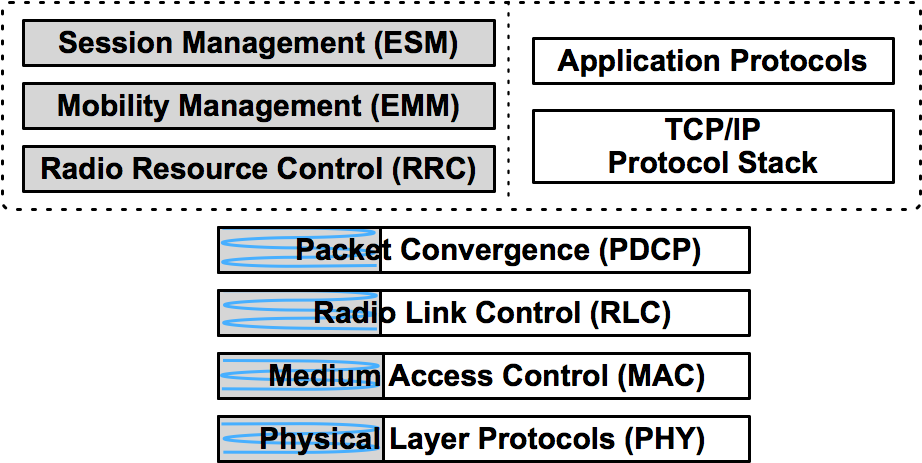 Session Management (ESM)
Mobility Management (EMM)
Radio Resource Control (RRC)
Application Protocols
TCP/IP
Protocol Stack
Packet Convergence (PDCP)
Radio Link Control (RLC)
Medium Access Control (MAC)
Physical Layer Protocols (PHY)